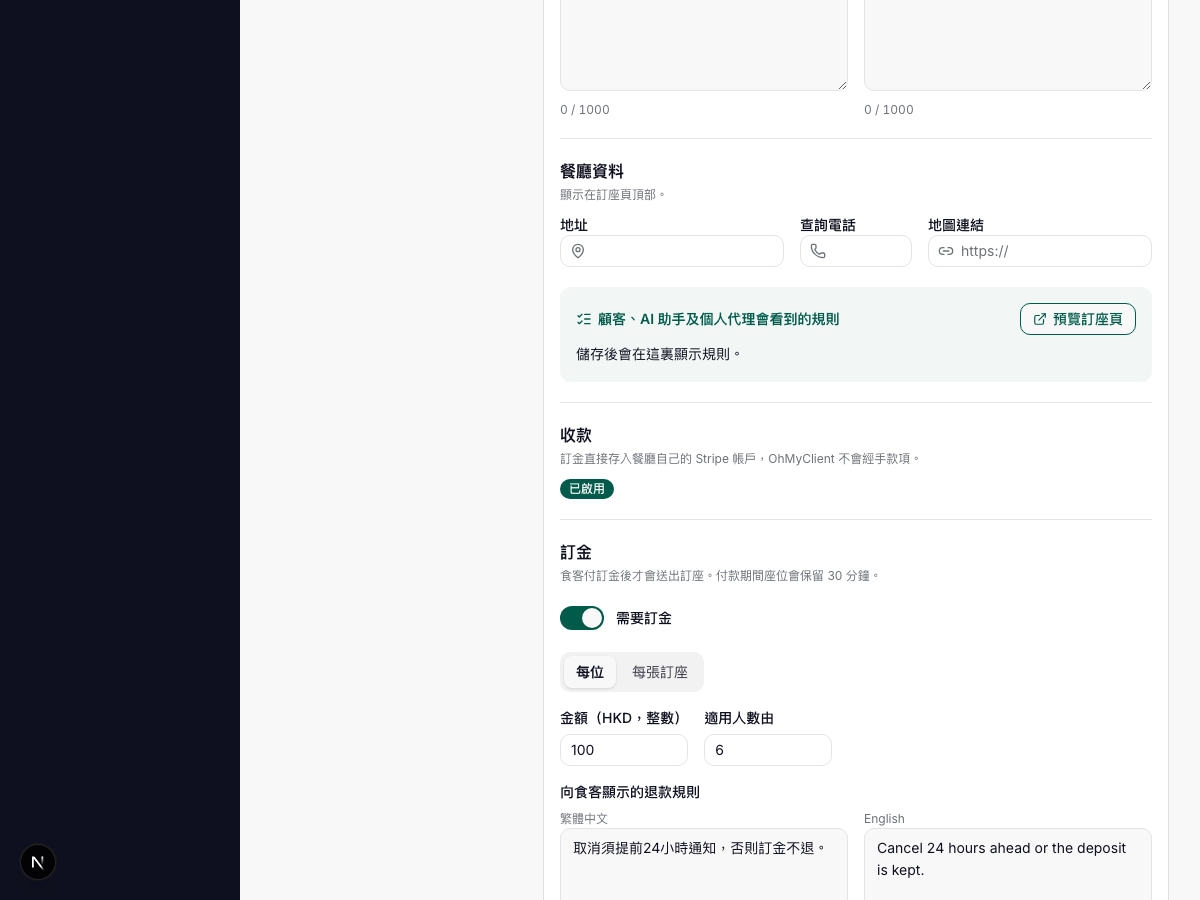 0 / 1000
0 / 1000
餐廳資料
顯示在訂座頁頂部。
地址
查詢電話
地圖連結
https://
顧客、AI 助手及個人代理會看到的規則
預覽訂座頁
儲存後會在這裏顯示規則。
收款
訂金直接存入餐廳自己的 Stripe 帳戶，OhMyClient 不會經手款項。
已啟用
訂金
食客付訂金後才會送出訂座。付款期間座位會保留 30 分鐘。
需要訂金
每位
每張訂座
金額（HKD，整數）
適用人數由
100
6
向食客顯示的退款規則
繁體中文
English
取消須提前24小時通知，否則訂金不退。
Cancel 24 hours ahead or the deposit
is kept.
N